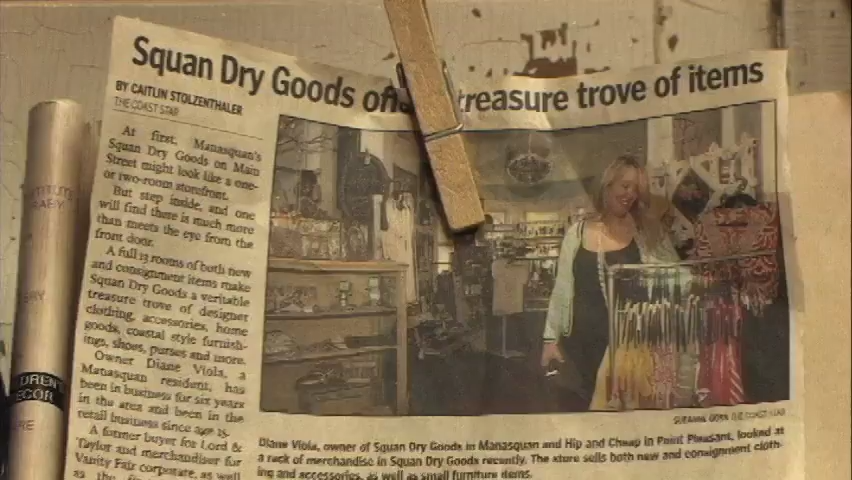 Squan Dry Goods offers treasure trove of items
BY CAITLIN STOLZENTHALER
THE COAST STAR
At first, Manasquan's
Squan Dry Goods on Main
Street might look like a one-
or two-room storefront.
But step inside, and one
will find there is much more
than meets the eye from the
front door.
A full 13 rooms of both new
and consignment items make
Squan Dry Goods a veritable
treasure trove of designer
clothing, accessories, home
goods, coastal style furnish-
ings, shoes, purses and more.
Owner Diane Viola, a
Manasquan resident, has
been in business for six years
in the area and been in the
retail business since age 15.
A former buyer for Lord &
Taylor and merchandiser for
Vanity Fair corporate, as well
as the
THE COAST STAR
Diane Viola, owner of Squan Dry Goods in Manasquan and Hip and Cheap in Point Pleasant, looked at
a rack of merchandise in Squan Dry Goods recently. The store sells both new and consignment cloth-
ing and accessories, as well as small furniture items.